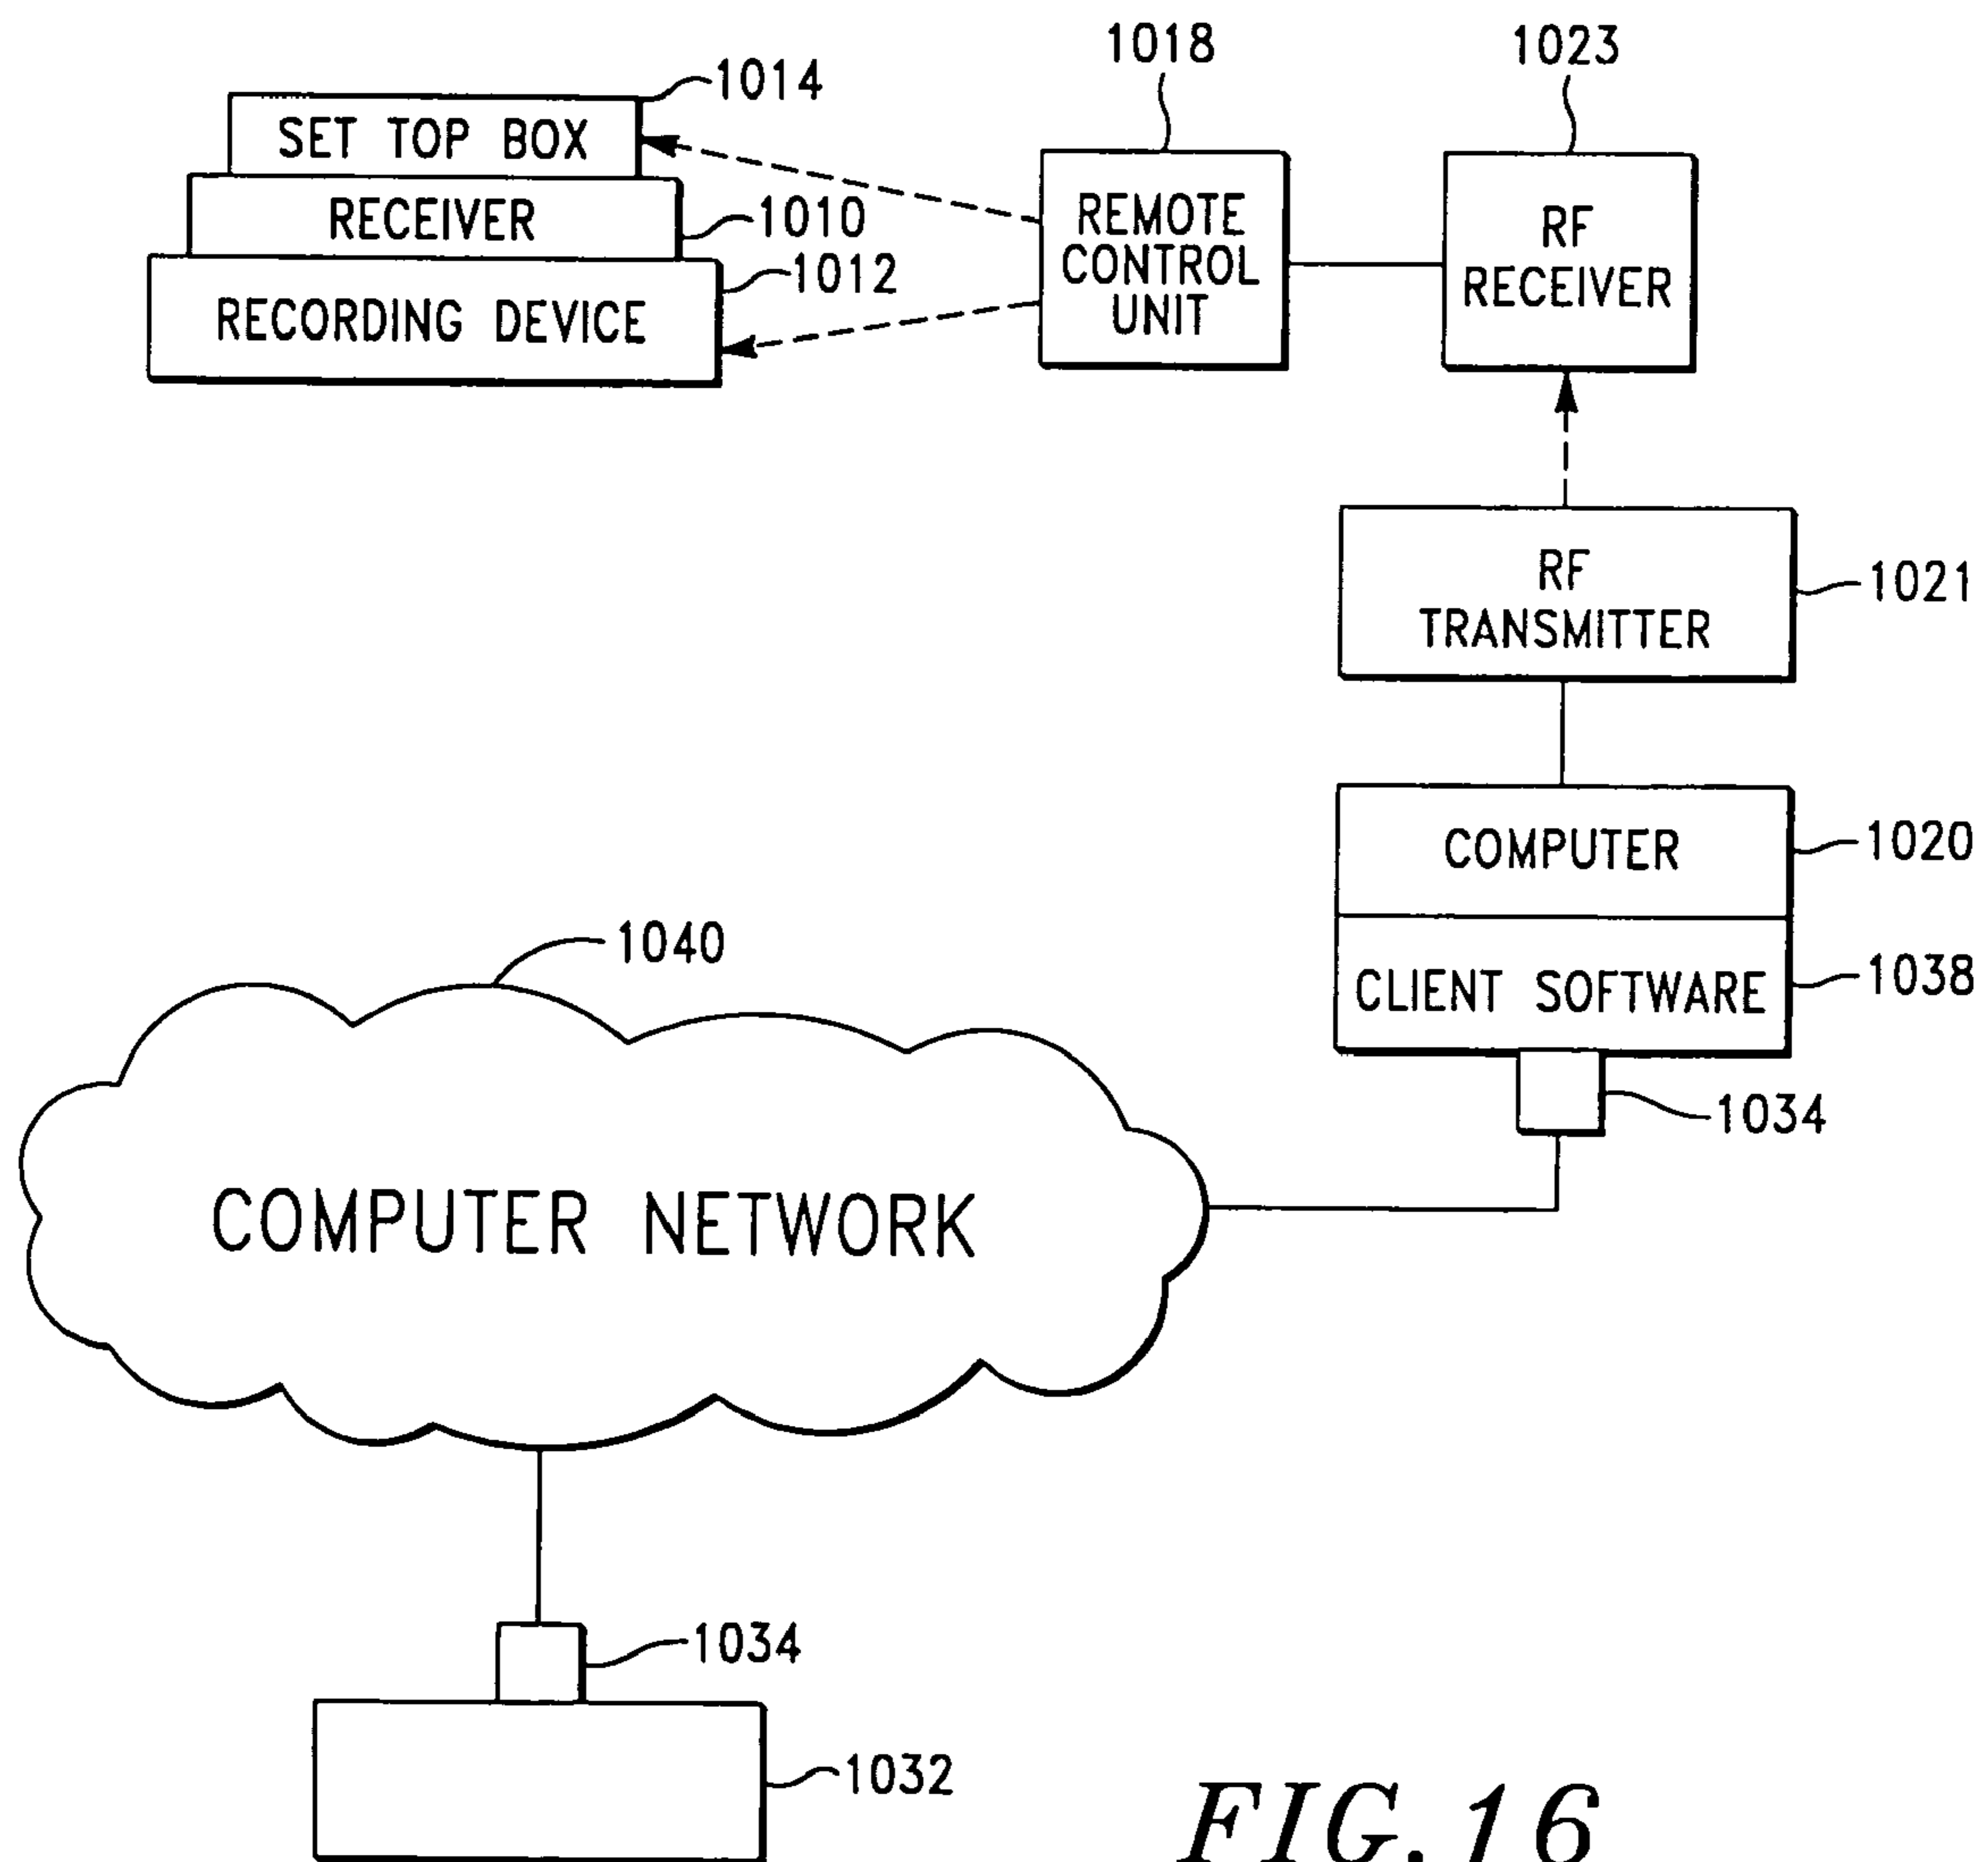 1018
1023
1014
SET TOP BOX
RECEIVER
1010
1012
RECORDING DEVICE
REMOTE
CONTROL
UNIT
RF
RECEIVER
RF
TRANSMITTER
1021
COMPUTER
1020
CLIENT SOFTWARE
1038
1034
1040
COMPUTER NETWORK
1034
1032
FIG.16